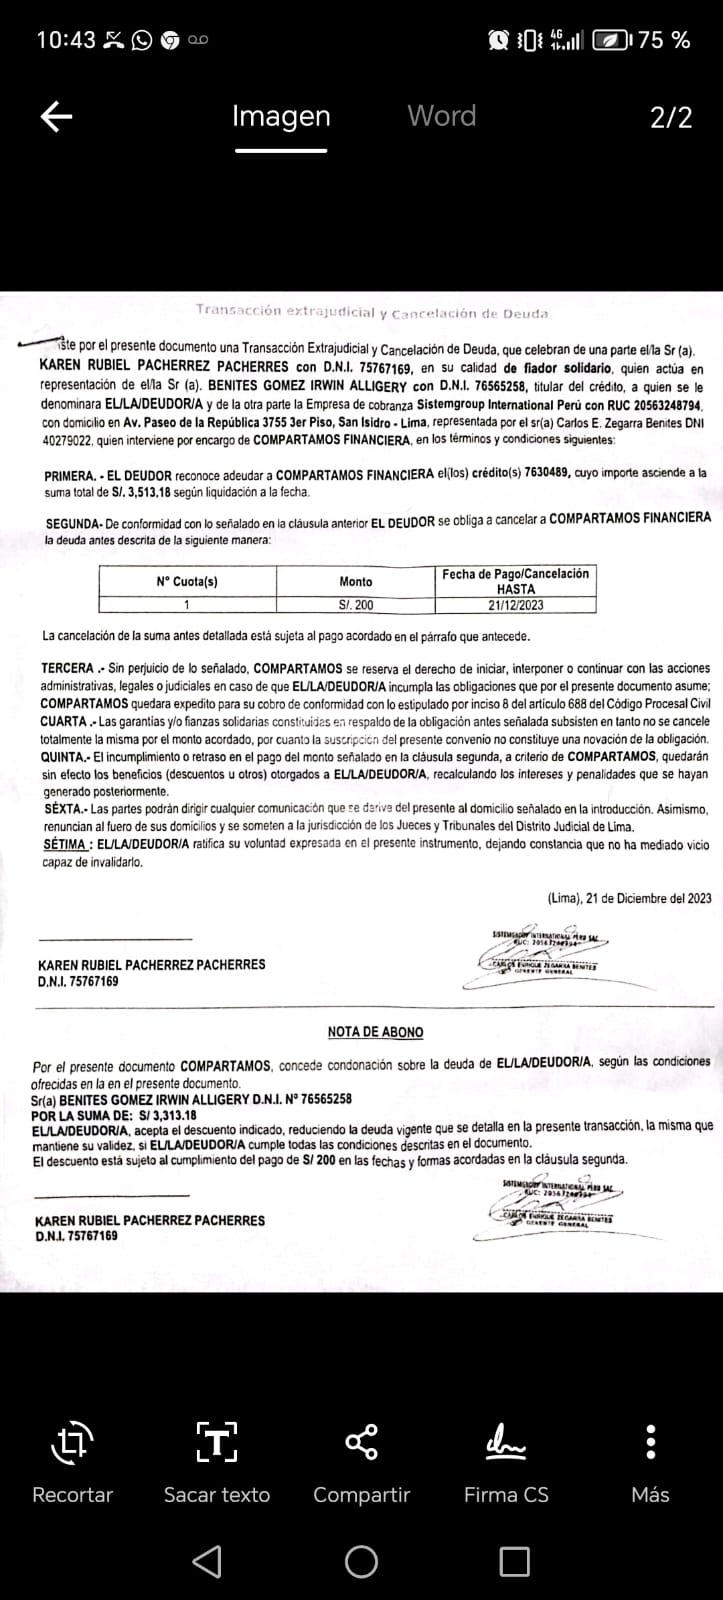 10:43
4G
75 %
Imagen
Word
2/2
Transacción extrajudicial y Cancelación de Deuda
ste por el presente documento una Transacción Extrajudicial y Cancelación de Deuda, que celebran de una parte el/la Sr (a).
KAREN RUBIEL PACHERREZ PACHERRES con D.N.I. 75767169, en su calidad de fiador solidario, quien actúa en
representación de el/la Sr (a). BENITES GOMEZ IRWIN ALLIGERY con D.N.I. 76565258, titular del crédito, a quien se le
denominara EL/LA/DEUDOR/A y de la otra parte la Empresa de cobranza Sistemgroup International Perú con RUC 20563248794,
con domicilio en Av. Paseo de la República 3755 3er Piso, San Isidro - Lima, representada por el sr(a) Carlos E. Zegarra Benites DNI
40279022, quien interviene por encargo de COMPARTAMOS FINANCIERA, en los términos y condiciones siguientes:
PRIMERA. - EL DEUDOR reconoce adeudar a COMPARTAMOS FINANCIERA el(los) crédito(s) 7630489, cuyo importe asciende a la
suma total de S/. 3,513,18 según liquidación a la fecha.
SEGUNDA- De conformidad con lo señalado en la cláusula anterior EL DEUDOR se obliga a cancelar a COMPARTAMOS FINANCIERA
la deuda antes descrita de la siguiente manera:
N° Cuota(s) Monto Fecha de Pago/Cancelación HASTA
1 S/. 200 21/12/2023
La cancelación de la suma antes detallada está sujeta al pago acordado en el párrafo que antecede.
TERCERA .- Sin perjuicio de lo señalado, COMPARTAMOS se reserva el derecho de iniciar, interponer o continuar con las acciones
administrativas, legales o judiciales en caso de que EL/LA/DEUDOR/A incumpla las obligaciones que por el presente documento asume;
COMPARTAMOS quedara expedito para su cobro de conformidad con lo estipulado por inciso 8 del artículo 688 del Código Procesal Civil
CUARTA .- Las garantías y/o fianzas solidarias constituidas en respaldo de la obligación antes señalada subsisten en tanto no se cancele
totalmente la misma por el monto acordado, por cuanto la suscripción del presente convenio no constituye una novación de la obligación.
QUINTA.- El incumplimiento o retraso en el pago del monto señalado en la cláusula segunda, a criterio de COMPARTAMOS, quedarán
sin efecto los beneficios (descuentos u otros) otorgados a EL/LA/DEUDOR/A, recalculando los intereses y penalidades que se hayan
generado posteriormente.
SÉXTA.- Las partes podrán dirigir cualquier comunicación que se derive del presente al domicilio señalado en la introducción. Asimismo,
renuncian al fuero de sus domicilios y se someten a la jurisdicción de los Jueces y Tribunales del Distrito Judicial de Lima.
SÉTIMA : EL/LA/DEUDOR/A ratifica su voluntad expresada en el presente instrumento, dejando constancia que no ha mediado vicio
capaz de invalidarlo.
(Lima), 21 de Diciembre del 2023
SISTEMGROUP INTERNATIONAL PERU SAC
RUC: 20563248794
CARLOS ENRIQUE ZEGARRA BENITES
GERENTE GENERAL
KAREN RUBIEL PACHERREZ PACHERRES
D.N.I. 75767169
NOTA DE ABONO
Por el presente documento COMPARTAMOS, concede condonación sobre la deuda de EL/LA/DEUDOR/A, según las condiciones
ofrecidas en la en el presente documento.
Sr(a) BENITES GOMEZ IRWIN ALLIGERY D.N.I. Nº 76565258
POR LA SUMA DE: S/ 3,313.18
EL/LA/DEUDOR/A, acepta el descuento indicado, reduciendo la deuda vigente que se detalla en la presente transacción, la misma que
mantiene su validez, si EL/LA/DEUDOR/A cumple todas las condiciones descritas en el documento.
El descuento está sujeto al cumplimiento del pago de S/ 200 en las fechas y formas acordadas en la cláusula segunda.
SISTEMGROUP INTERNATIONAL PERU SAC
CARLOS ENRIQUE ZEGARRA BENITES
GERENTE GENERAL
KAREN RUBIEL PACHERREZ PACHERRES
D.N.I. 75767169
Recortar
Sacar texto
Compartir
Firma CS
Más